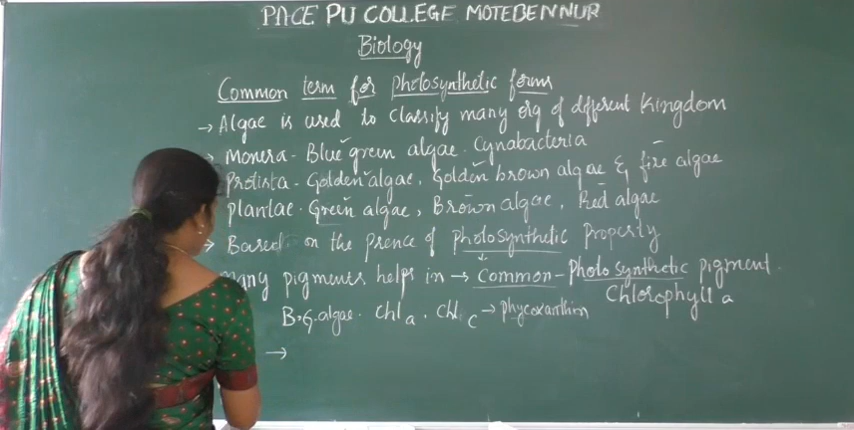 PACE PU COLLEGE MOTEBENNUR
Biology
Common term for photosynthetic forms
→ Algae is used to classify many org of different Kingdom
→ Monera - Blue green algae. Cynabacteria
Protista - Golden algae, Golden brown algae & fire algae
Plantae - Green algae, Brown algae, Red algae
→ Based on the prence of photosynthetic Property
Many pigments helps in → Common - Photo synthetic pigment
Chlorophyll a
B.G. algae - Chl a, Chl c → phycoxanthin
→